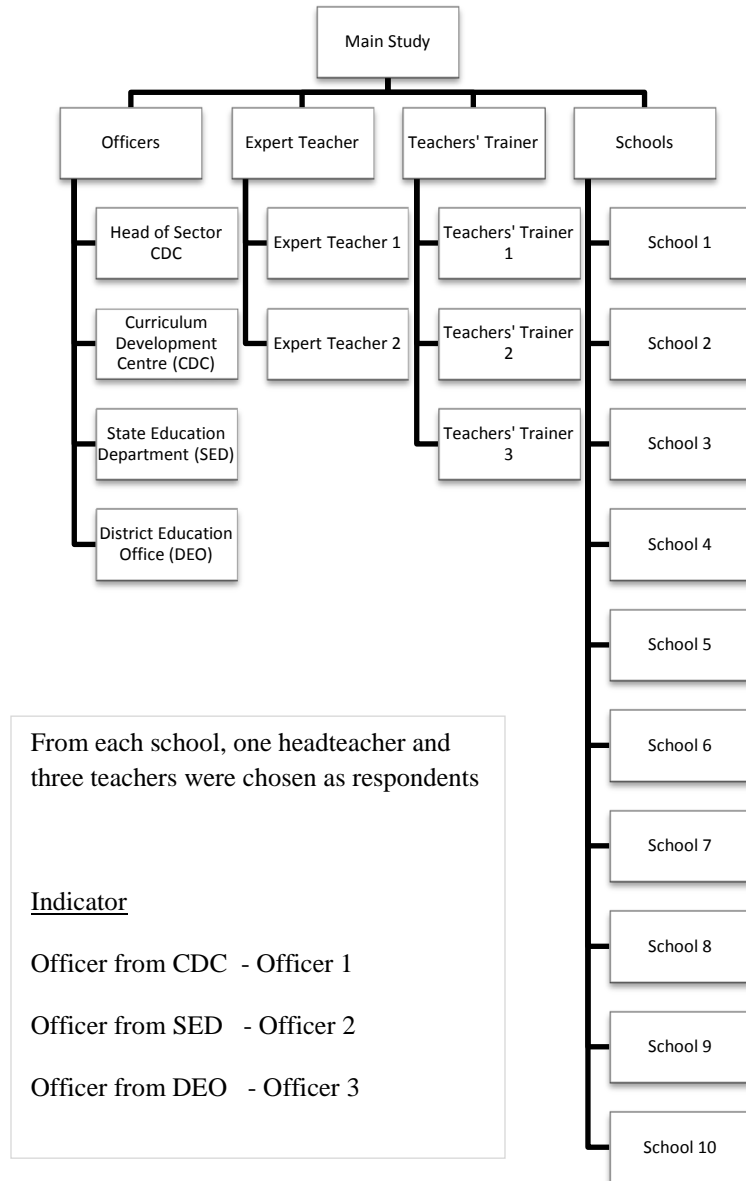 Main Study
Officers
Expert Teacher
Teachers' Trainer
Schools
Head of Sector
CDC
Curriculum
Development
Centre (CDC)
State Education
Department (SED)
District Education
Office (DEO)
Expert Teacher 1
Expert Teacher 2
Teachers' Trainer
1
Teachers' Trainer
2
Teachers' Trainer
3
School 1
School 2
School 3
School 4
School 5
School 6
School 7
School 8
School 9
School 10
From each school, one headteacher and
three teachers were chosen as respondents
Indicator
Officer from CDC - Officer 1
Officer from SED - Officer 2
Officer from DEO - Officer 3